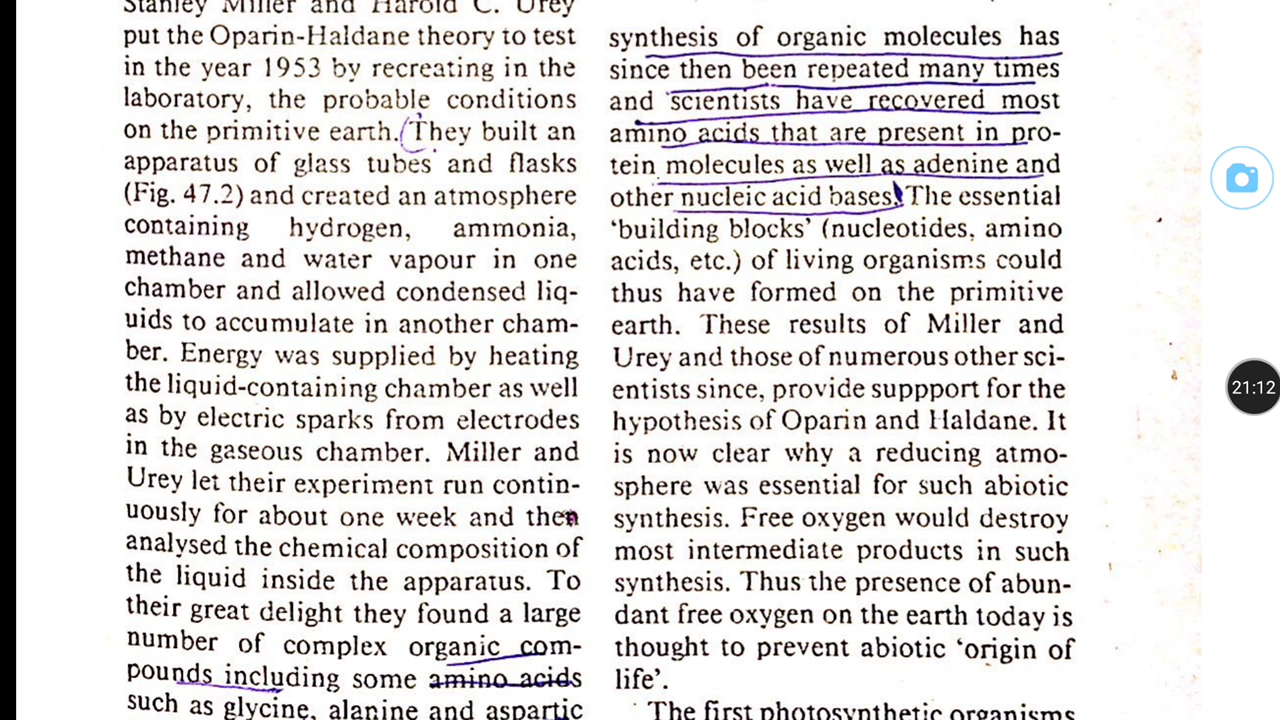 Stanley Miller and Harold C. Urey
put the Oparin-Haldane theory to test
in the year 1953 by recreating in the
laboratory, the probable conditions
on the primitive earth. They built an
apparatus of glass tubes and flasks
(Fig. 47.2) and created an atmosphere
containing hydrogen, ammonia,
methane and water vapour in one
chamber and allowed condensed liq-
uids to accumulate in another cham-
ber. Energy was supplied by heating
the liquid-containing chamber as well
as by electric sparks from electrodes
in the gaseous chamber. Miller and
Urey let their experiment run contin-
uously for about one week and then
analysed the chemical composition of
the liquid inside the apparatus. To
their great delight they found a large
number of complex organic com-
pounds including some amino acids
such as glycine, alanine and aspartic
synthesis of organic molecules has
since then been repeated many times
and scientists have recovered most
amino acids that are present in pro-
tein molecules as well as adenine and
other nucleic acid bases. The essential
‘building blocks’ (nucleotides, amino
acids, etc.) of living organisms could
thus have formed on the primitive
earth. These results of Miller and
Urey and those of numerous other sci-
entists since, provide suppport for the
hypothesis of Oparin and Haldane. It
is now clear why a reducing atmo-
sphere was essential for such abiotic
synthesis. Free oxygen would destroy
most intermediate products in such
synthesis. Thus the presence of abun-
dant free oxygen on the earth today is
thought to prevent abiotic ‘origin of
life’.
The first photosynthetic organisms
21:12